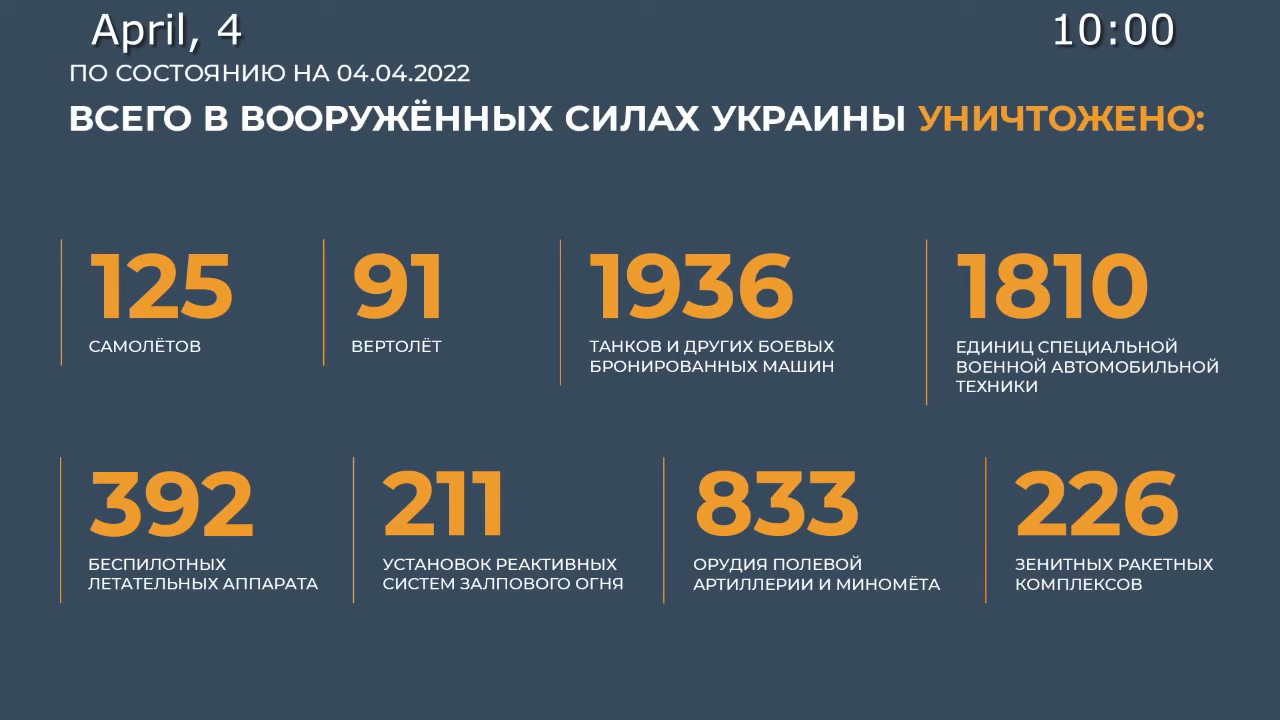 April, 4
10:00
ПО СОСТОЯНИЮ НА 04.04.2022
ВСЕГО В ВООРУЖЁННЫХ СИЛАХ УКРАИНЫ УНИЧТОЖЕНО:
125
САМОЛЁТОВ
91
ВЕРТОЛЁТ
1936
ТАНКОВ И ДРУГИХ БОЕВЫХ
БРОНИРОВАННЫХ МАШИН
1810
ЕДИНИЦ СПЕЦИАЛЬНОЙ
ВОЕННОЙ АВТОМОБИЛЬНОЙ
ТЕХНИКИ
392
БЕСПИЛОТНЫХ
ЛЕТАТЕЛЬНЫХ АППАРАТА
211
УСТАНОВОК РЕАКТИВНЫХ
СИСТЕМ ЗАЛПОВОГО ОГНЯ
833
ОРУДИЯ ПОЛЕВОЙ
АРТИЛЛЕРИИ И МИНОМЁТА
226
ЗЕНИТНЫХ РАКЕТНЫХ
КОМПЛЕКСОВ